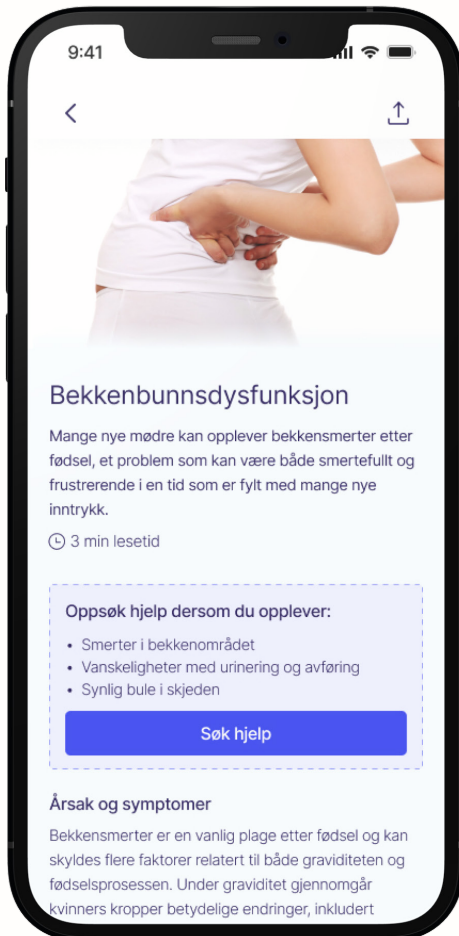 9:41
Bekkenbunnsdysfunksjon
Mange nye mødre kan opplever bekkensmerter etter
fødsel, et problem som kan være både smertefullt og
frustrerende i en tid som er fylt med mange nye
inntrykk.
3 min lesetid
Oppsøk hjelp dersom du opplever:
• Smerter i bekkenområdet
• Vanskeligheter med urinering og avføring
• Synlig bule i skjeden
Søk hjelp
Årsak og symptomer
Bekkensmerter er en vanlig plage etter fødsel og kan
skyldes flere faktorer relatert til både graviditeten og
fødselsprosessen. Under graviditet gjennomgår
kvinners kropper betydelige endringer, inkludert